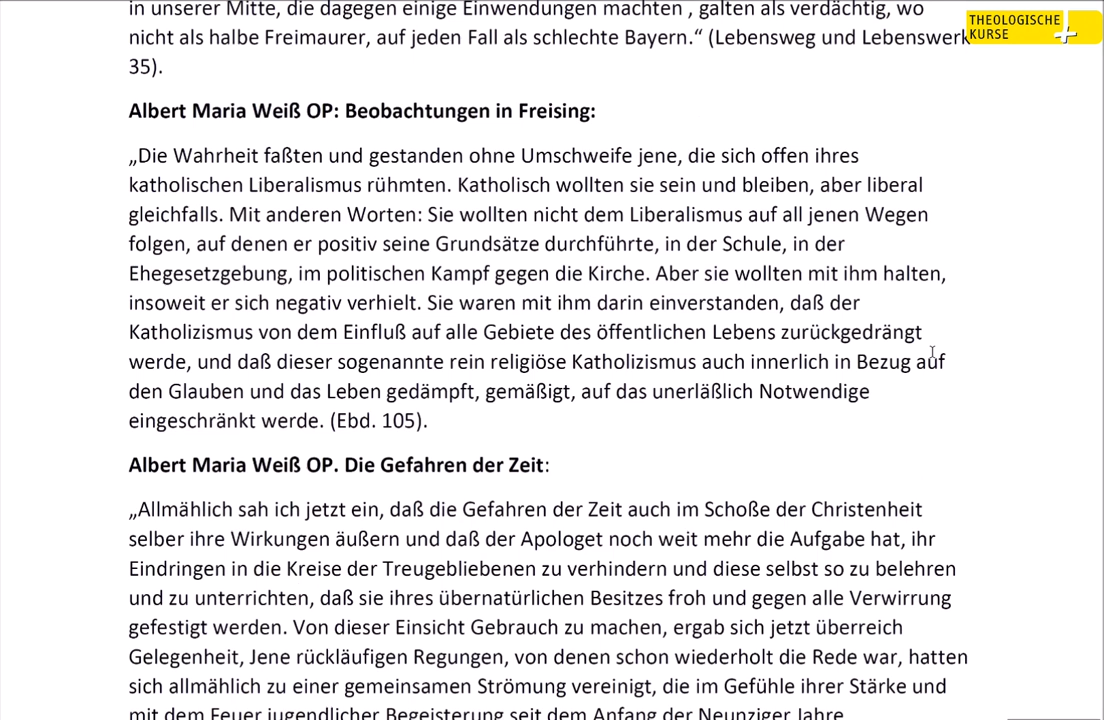 in unserer Mitte, die dagegen einige Einwendungen machten , galten als verdächtig, wo
THEOLOGISCHE
KURSE
nicht als halbe Freimaurer, auf jeden Fall als schlechte Bayern.“ (Lebensweg und Lebenswerk
35).
Albert Maria Weiß OP: Beobachtungen in Freising:
„Die Wahrheit faßten und gestanden ohne Umschweife jene, die sich offen ihres
katholischen Liberalismus rühmten. Katholisch wollten sie sein und bleiben, aber liberal
gleichfalls. Mit anderen Worten: Sie wollten nicht dem Liberalismus auf all jenen Wegen
folgen, auf denen er positiv seine Grundsätze durchführte, in der Schule, in der
Ehegesetzgebung, im politischen Kampf gegen die Kirche. Aber sie wollten mit ihm halten,
insoweit er sich negativ verhielt. Sie waren mit ihm darin einverstanden, daß der
Katholizismus von dem Einfluß auf alle Gebiete des öffentlichen Lebens zurückgedrängt
werde, und daß dieser sogenannte rein religiöse Katholizismus auch innerlich in Bezug auf
den Glauben und das Leben gedämpft, gemäßigt, auf das unerläßlich Notwendige
eingeschränkt werde. (Ebd. 105).
Albert Maria Weiß OP. Die Gefahren der Zeit:
„Allmählich sah ich jetzt ein, daß die Gefahren der Zeit auch im Schoße der Christenheit
selber ihre Wirkungen äußern und daß der Apologet noch weit mehr die Aufgabe hat, ihr
Eindringen in die Kreise der Treugebliebenen zu verhindern und diese selbst so zu belehren
und zu unterrichten, daß sie ihres übernatürlichen Besitzes froh und gegen alle Verwirrung
gefestigt werden. Von dieser Einsicht Gebrauch zu machen, ergab sich jetzt überreich
Gelegenheit, Jene rückläufigen Regungen, von denen schon wiederholt die Rede war, hatten
sich allmählich zu einer gemeinsamen Strömung vereinigt, die im Gefühle ihrer Stärke und
mit dem Feuer jugendlicher Begeisterung seit dem Anfang der Neunziger Jahre